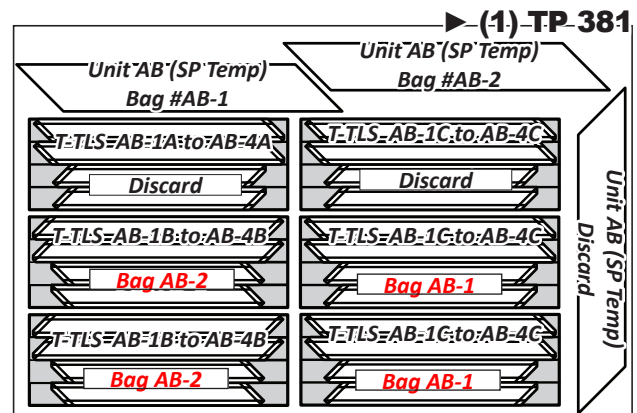 ► (1) TP 381
Unit AB (SP Temp)
Bag #AB-1
Unit AB (SP Temp)
Bag #AB-2
T-TLS-AB-1A to AB-4A
Discard
T-TLS-AB-1C to AB-4C
Discard
T-TLS-AB-1B to AB-4B
Bag AB-2
T-TLS-AB-1C to AB-4C
Bag AB-1
T-TLS-AB-1B to AB-4B
Bag AB-2
T-TLS-AB-1C to AB-4C
Bag AB-1
Unit AB (SP Temp)
Discard